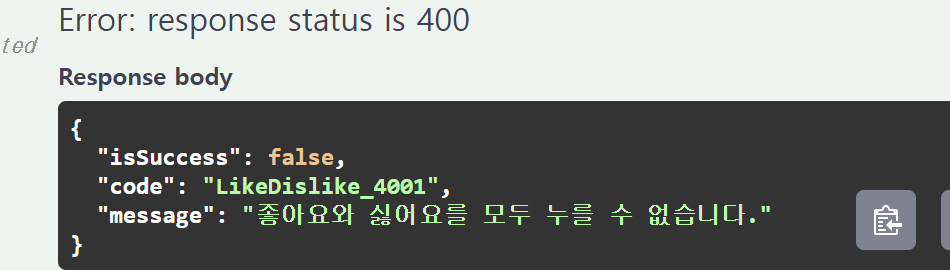 Error: response status is 400
ted
Response body
{
"isSuccess": false,
"code": "LikeDislike_4001",
"message": "좋아요와 싫어요를 모두 누를 수 없습니다."
}